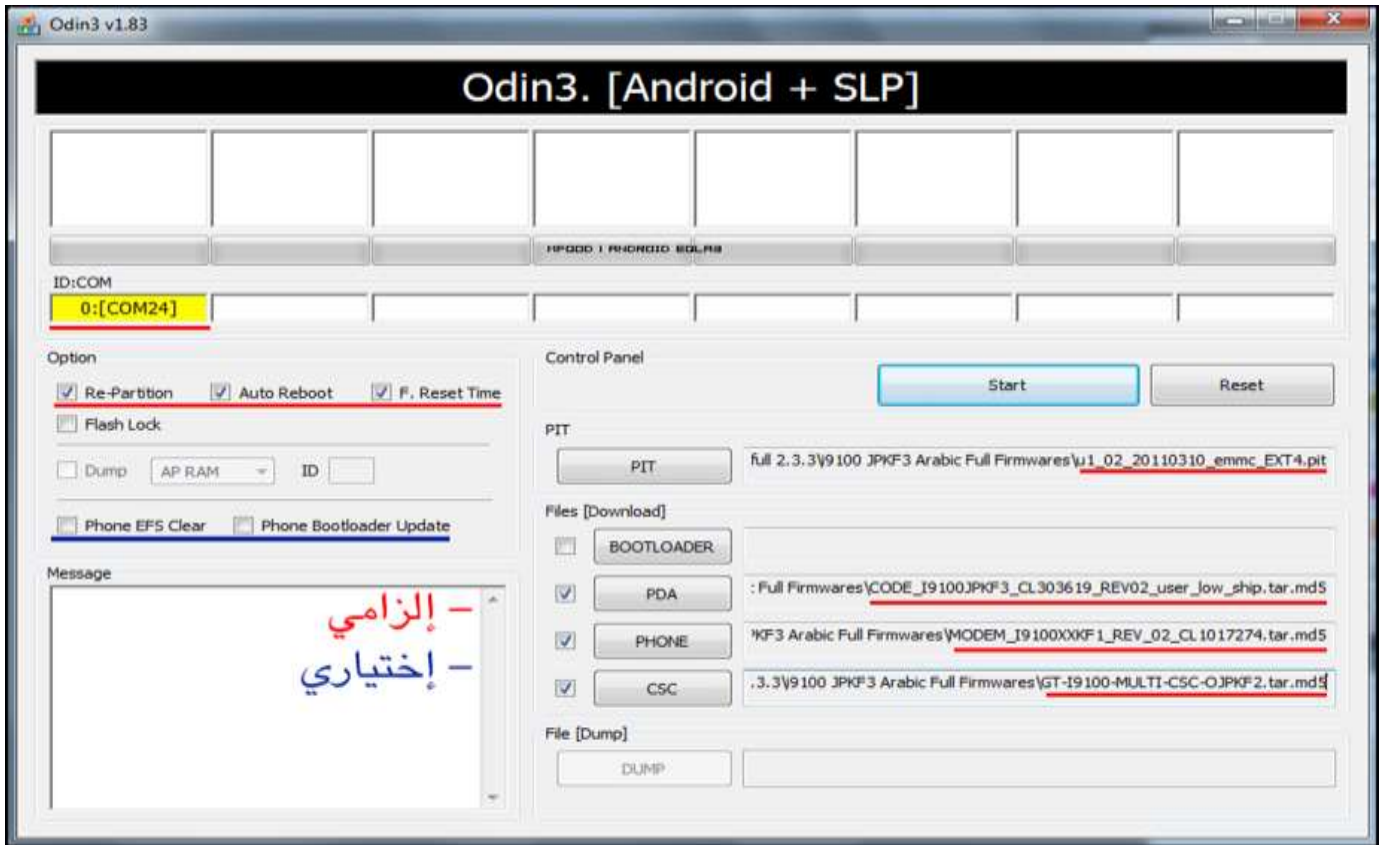 Odin3 v1.83
Odin3. [Android + SLP]
ID:COM
0:[COM24]
Option
Re-Partition Auto Reboot F. Reset Time
Flash Lock
Dump AP RAM ID
Phone EFS Clear Phone Bootloader Update
Message
– إلزامي
– إختياري
Control Panel
Start Reset
PIT
PIT full 2.3.3\i9100 JPKF3 Arabic Full Firmwares\u1_02_20110310_emmc_EXT4.pit
Files [Download]
BOOTLOADER
PDA : Full Firmwares\CODE_I9100JPKF3_CL303619_REV02_user_low_ship.tar.md5
PHONE PKF3 Arabic Full Firmwares\MODEM_I9100XXKF1_REV_02_CL1017274.tar.md5
CSC .3.3\i9100 JPKF3 Arabic Full Firmwares\GT-I9100-MULTI-CSC-OJPKF2.tar.md5
File [Dump]
DUMP